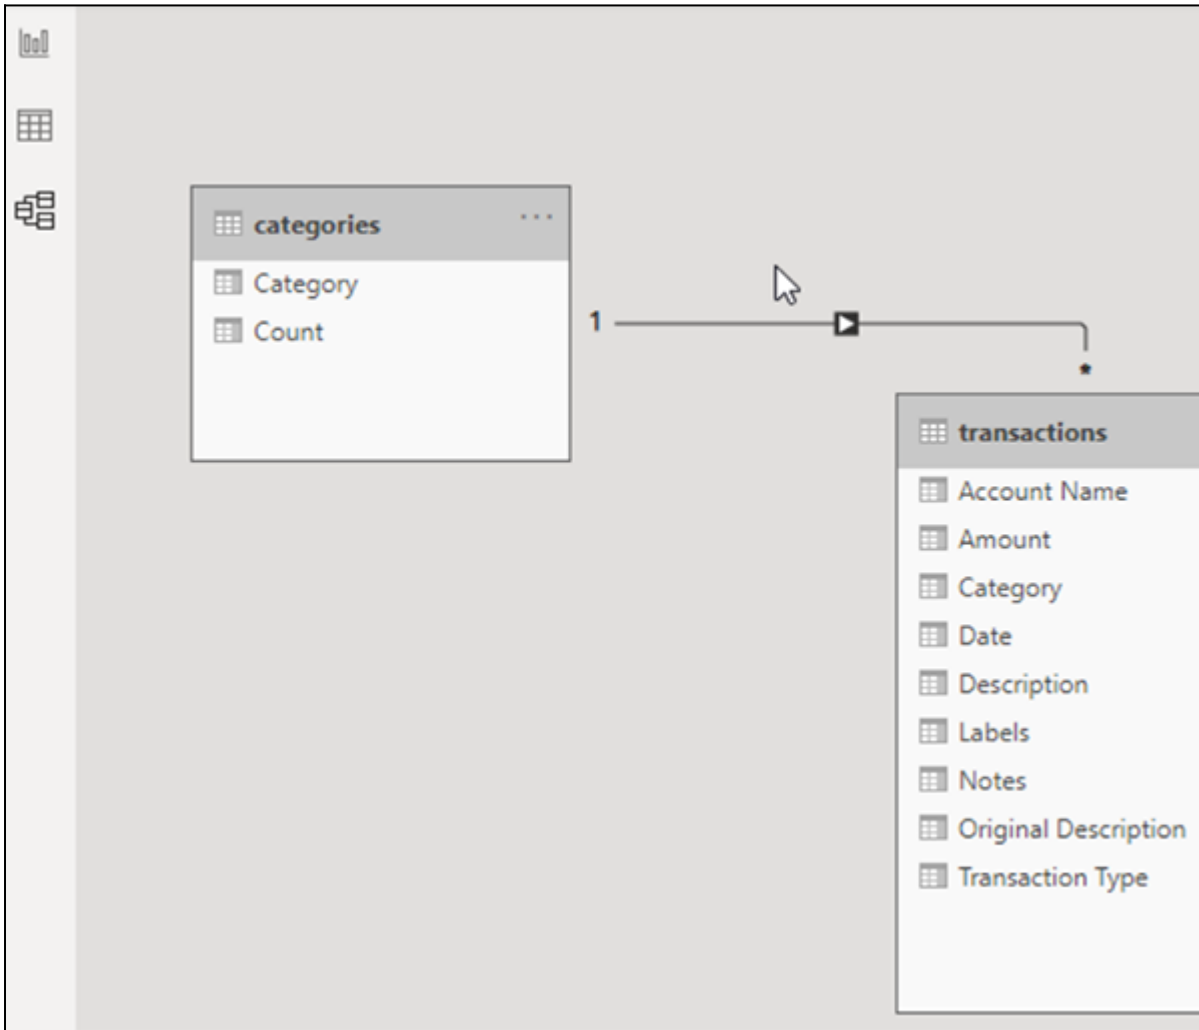 categories
...
Category
Count
1
*
transactions
Account Name
Amount
Category
Date
Description
Labels
Notes
Original Description
Transaction Type